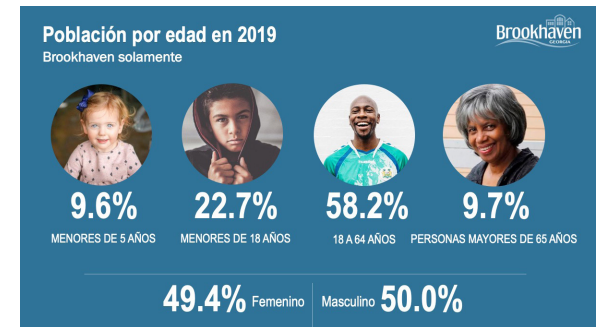 Población por edad en 2019
Brookhaven solamente
Brookhaven
GEORGIA
9.6%
MENORES DE 5 AÑOS
22.7%
MENORES DE 18 AÑOS
58.2%
18 A 64 AÑOS
9.7%
PERSONAS MAYORES DE 65 AÑOS
49.4% Femenino
Masculino 50.0%